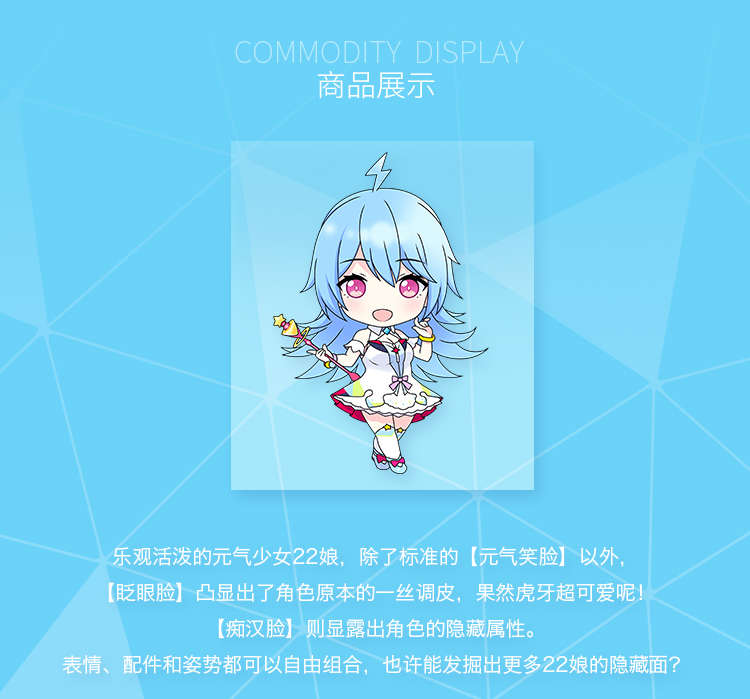 COMMODITY DISPLAY
商品展示
乐观活泼的元气少女22娘，除了标准的【元气笑脸】以外，
【眨眼脸】凸显出了角色原本的一丝调皮，果然虎牙超可爱呢！
【痴汉脸】则显露出角色的隐藏属性。
表情、配件和姿势都可以自由组合，也许能发掘出更多22娘的隐藏面？